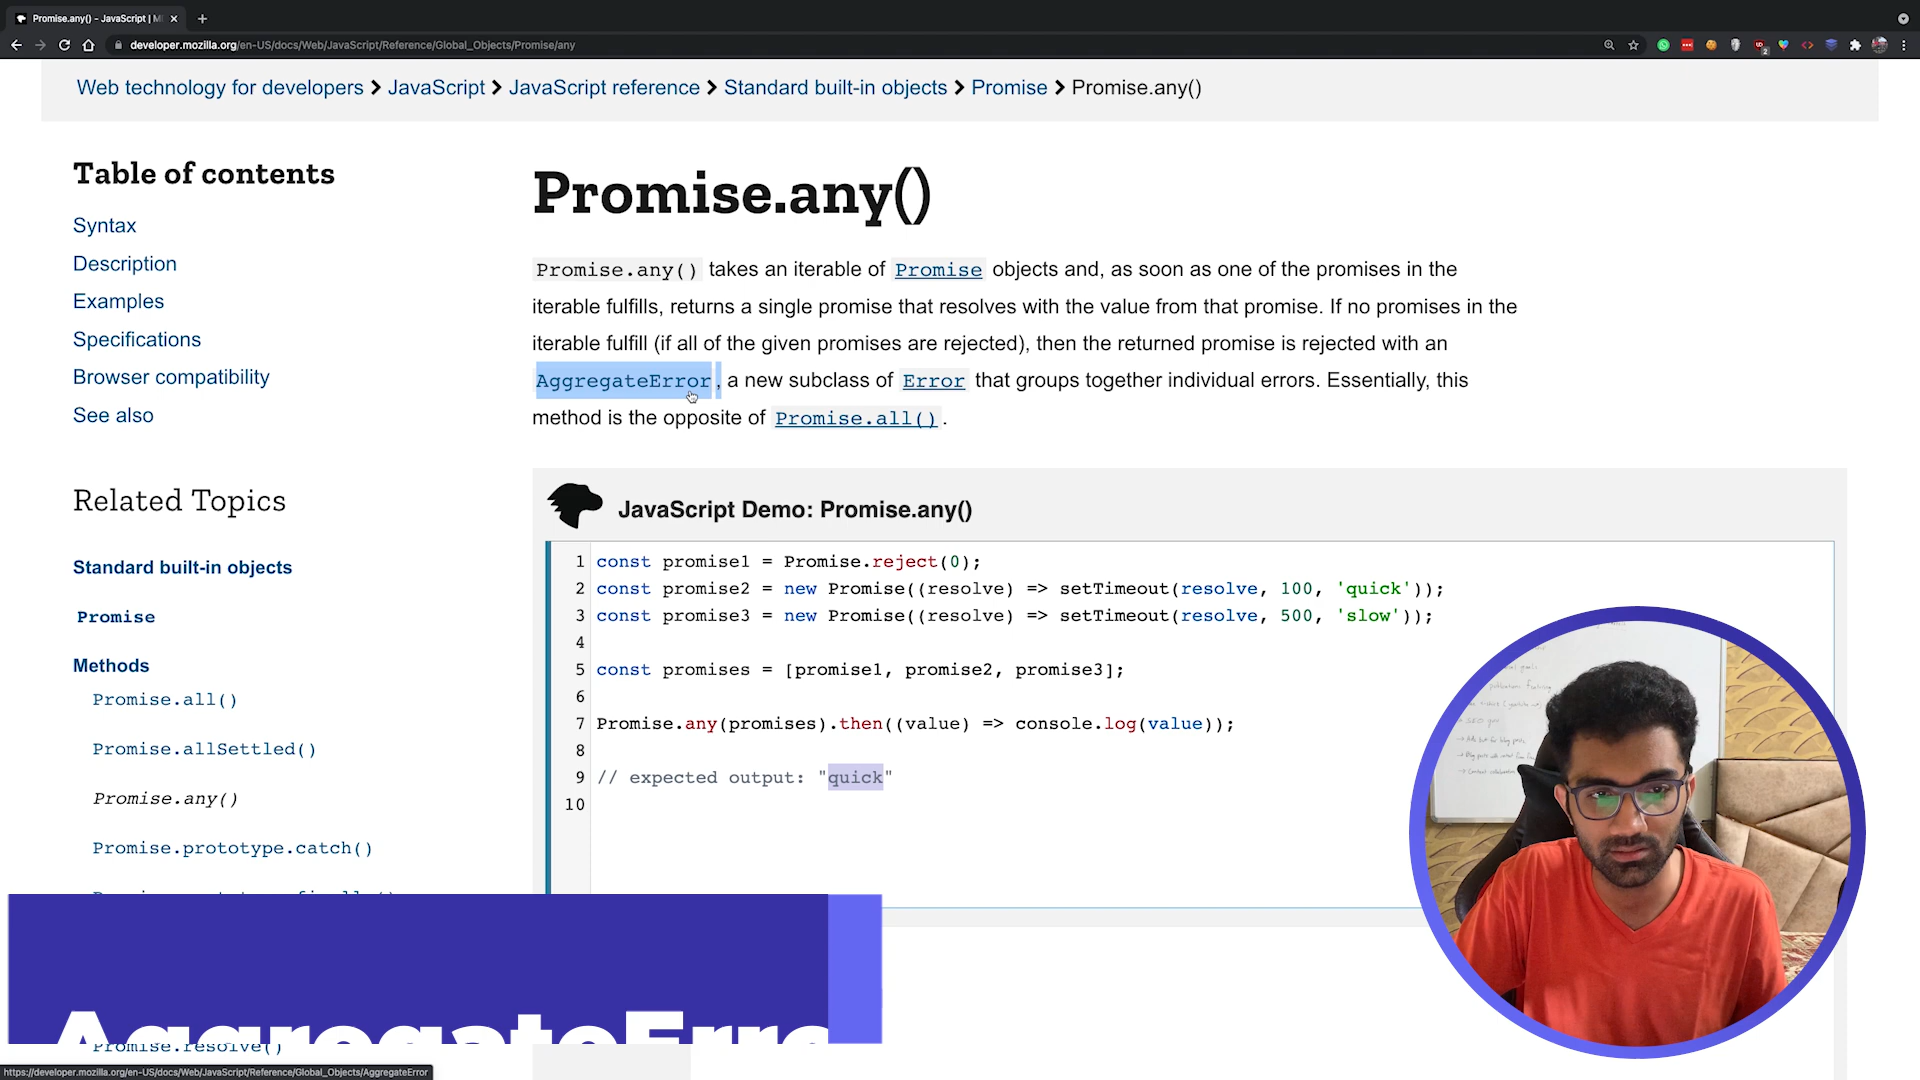 Promise.any() - JavaScript | M
developer.mozilla.org/en-US/docs/Web/JavaScript/Reference/Global_Objects/Promise/any
2
Web technology for developers > JavaScript > JavaScript reference > Standard built-in objects > Promise > Promise.any()
Table of contents
Syntax
Description
Examples
Specifications
Browser compatibility
See also
Related Topics
Standard built-in objects
Promise
Methods
Promise.all()
Promise.allSettled()
Promise.any()
Promise.prototype.catch()
Promise.resolve()
Promise.any()
Promise.any() takes an iterable of Promise objects and, as soon as one of the promises in the
iterable fulfills, returns a single promise that resolves with the value from that promise. If no promises in the
iterable fulfill (if all of the given promises are rejected), then the returned promise is rejected with an
AggregateError, a new subclass of Error that groups together individual errors. Essentially, this
method is the opposite of Promise.all().
JavaScript Demo: Promise.any()
1 const promise1 = Promise.reject(0);
2 const promise2 = new Promise((resolve) => setTimeout(resolve, 100, 'quick'));
3 const promise3 = new Promise((resolve) => setTimeout(resolve, 500, 'slow'));
4
5 const promises = [promise1, promise2, promise3];
6
7 Promise.any(promises).then((value) => console.log(value));
8
9 // expected output: "quick"
10
AggregateErro
https://developer.mozilla.org/en-US/docs/Web/JavaScript/Reference/Global_Objects/AggregateError